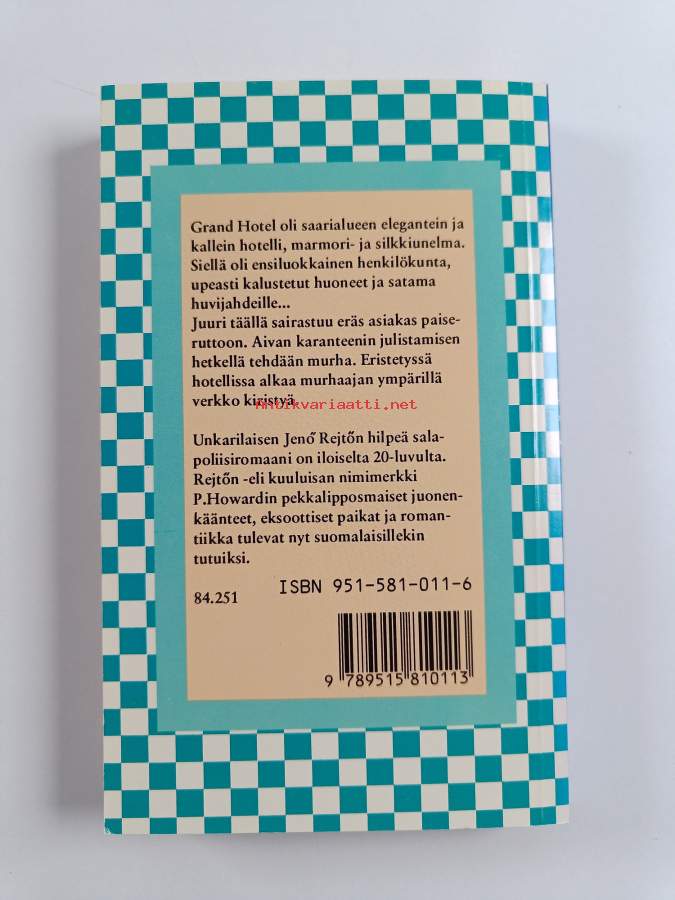 Grand Hotel oli saarialueen elegantein ja
kallein hotelli, marmori- ja silkkiunelma.
Siellä oli ensiluokkainen henkilökunta,
upeasti kalustetut huoneet ja satama
huvijahdeille...
Juuri täällä sairastuu eräs asiakas paise-
ruttoon. Aivan karanteenin julistamisen
hetkellä tehdään murha. Eristetyssä
hotellissa alkaa murhaajan ympärillä
verkko kiristyä.
Antikvariaatti.net
Unkarilaisen Jenő Rejtőn hilpeä sala-
poliisiromaani on iloiselta 20-luvulta.
Rejtőn -eli kuuluisan nimimerkki
P.Howardin pekkalipposmaiset juonen-
käänteet, eksoottiset paikat ja roman-
tiikka tulevat nyt suomalaisillekin
tutuiksi.
84.251
ISBN 951-581-011-6
9 789515 810113